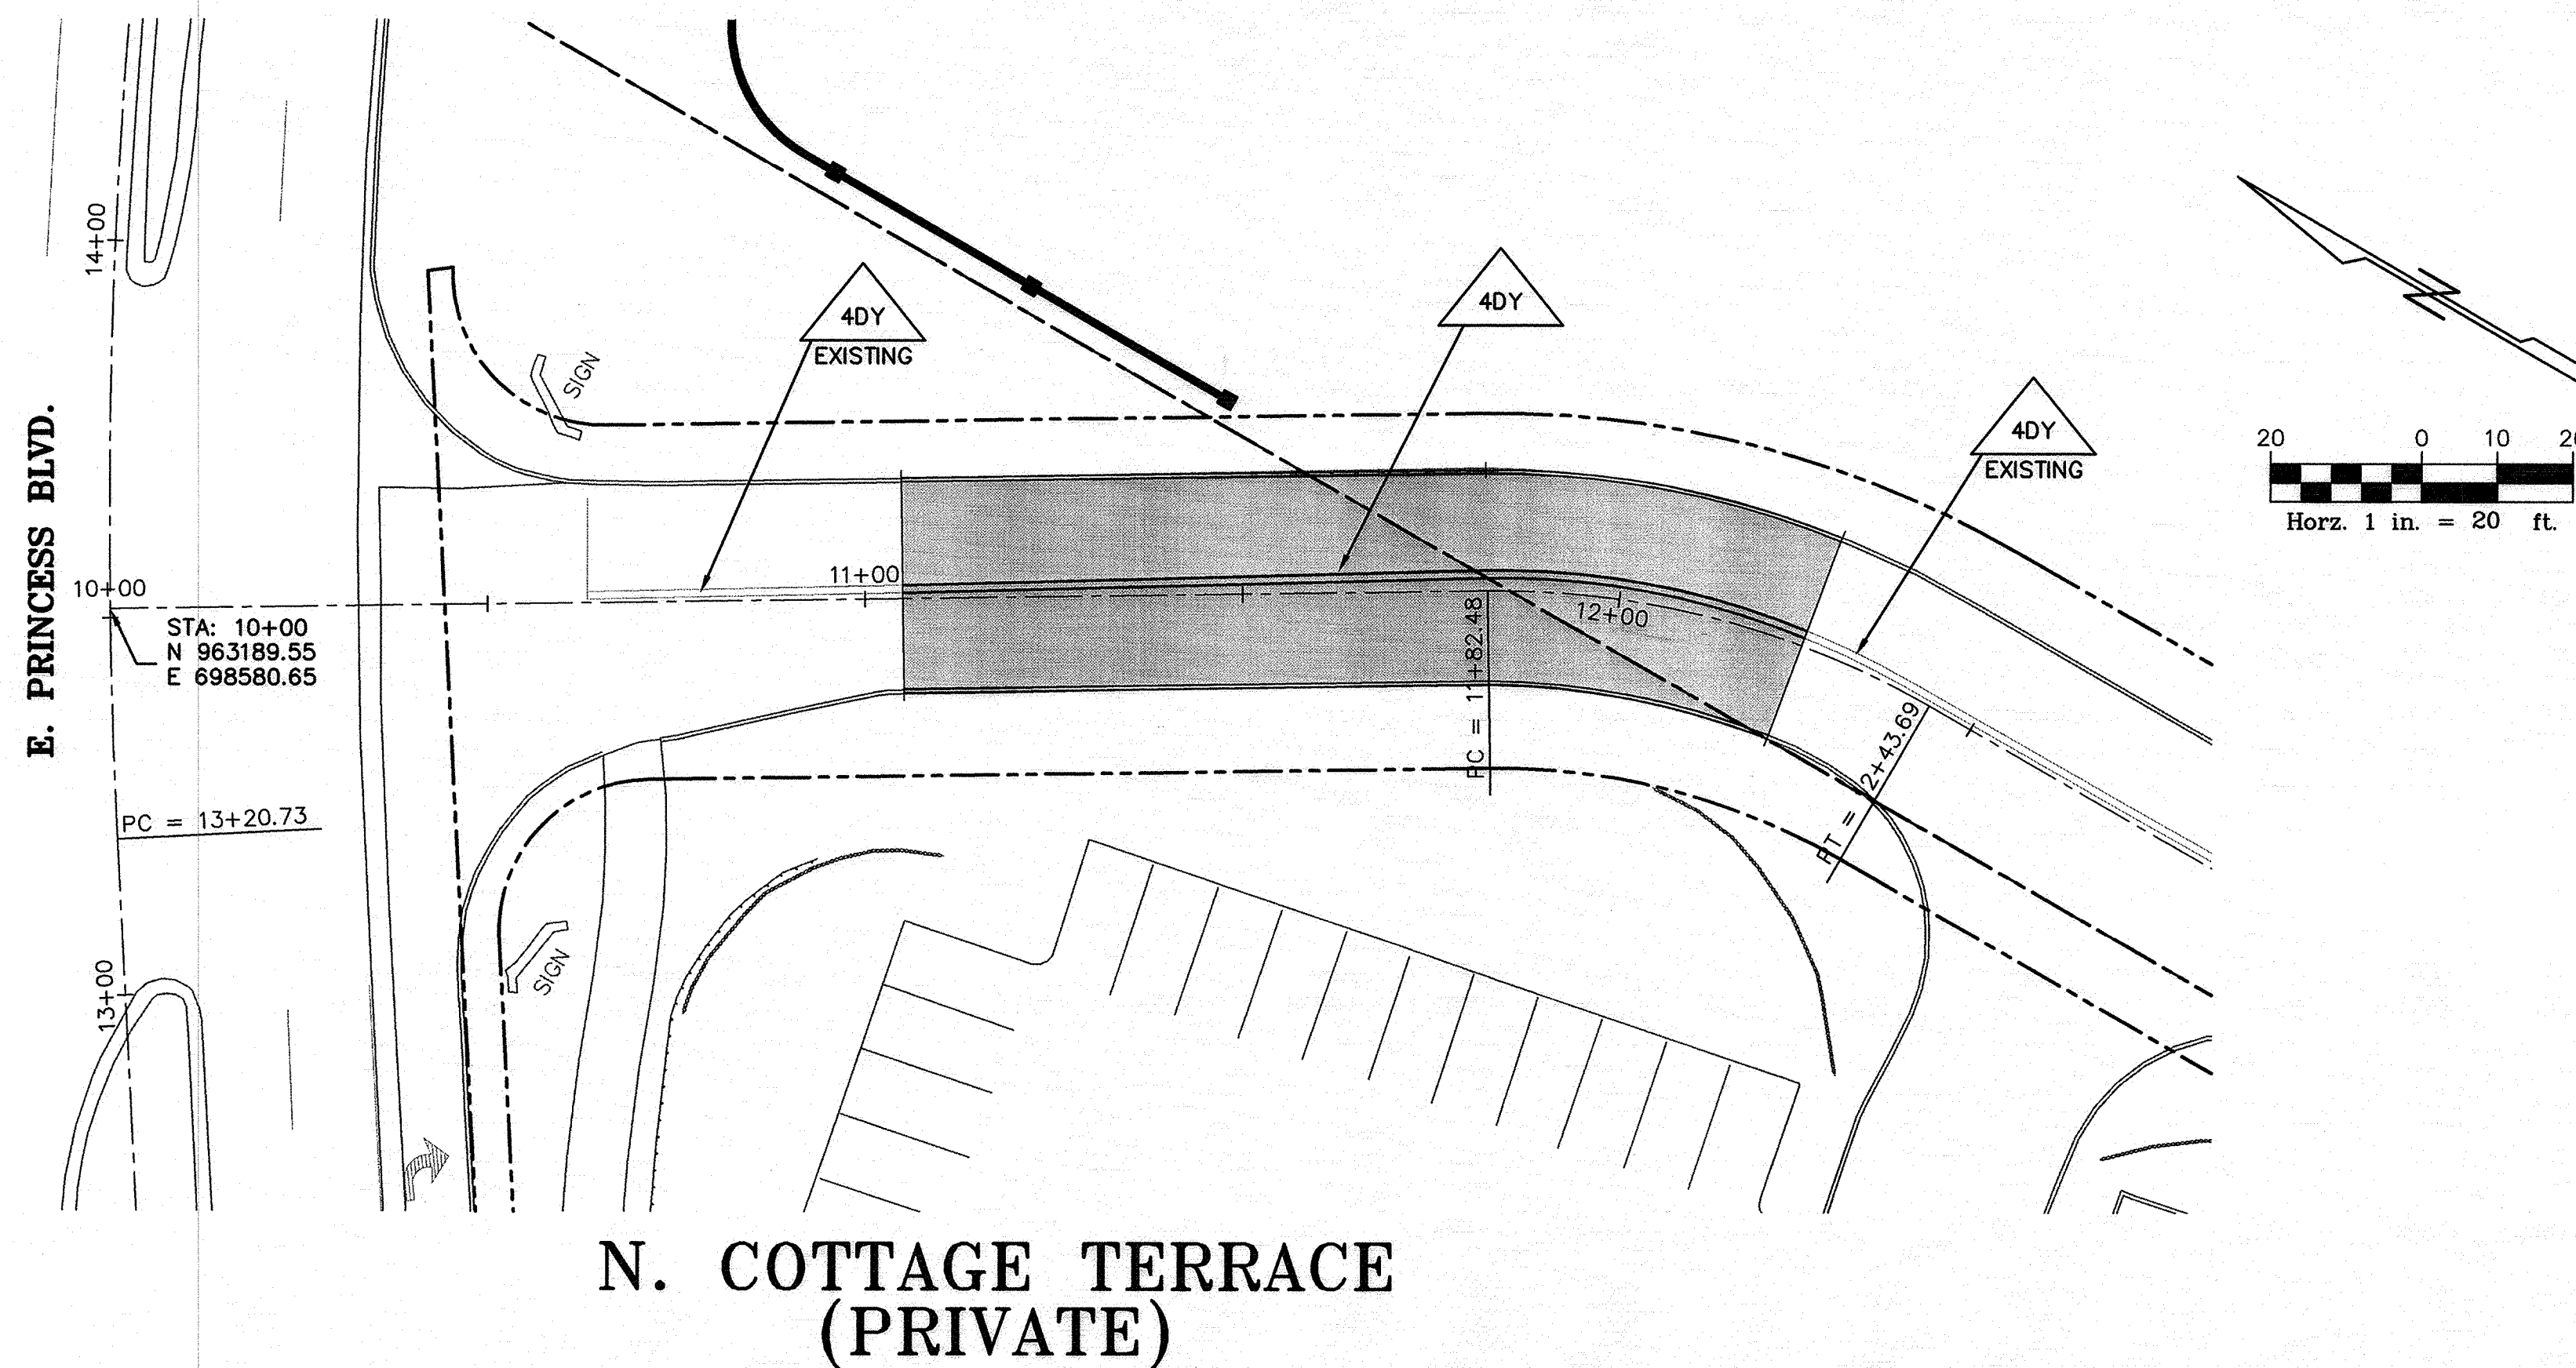 14+00
4DY
EXISTING
SIGN
4DY
4DY
EXISTING
20 0 10
Horz. 1 in. = 20 ft.
E. PRINCESS BLVD.
10+00
STA: 10+00
N 963189.55
E 698580.65
11+00
12+00
PC = 11+82.48
PC = 13+20.73
PT = 2+43.69
13+00
SIGN
N. COTTAGE TERRACE
(PRIVATE)